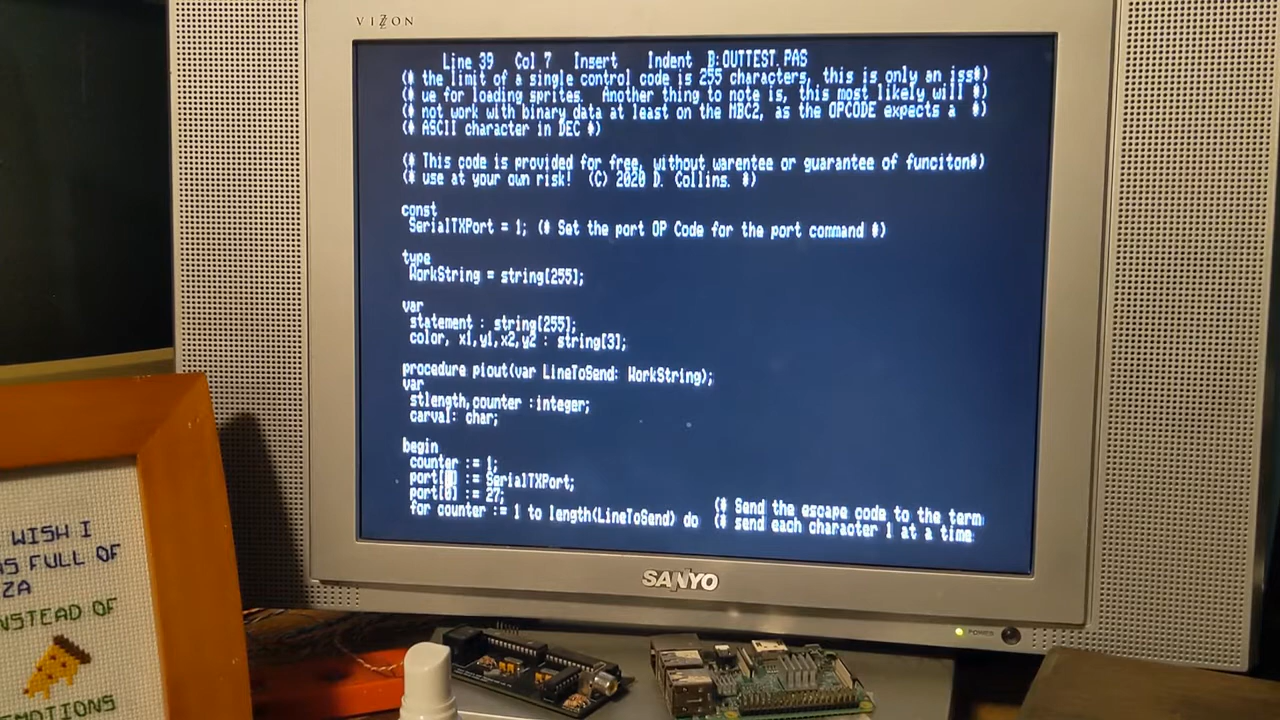 VIZZON
Line 39 Col 7 Insert Indent B:OUTTEST.PAS
(* the limit of a single control code is 255 characters, this is only an iss*)
(* ue for loading sprites. Another thing to note is, this most likely will *)
(* not work with binary data at least on the MBC2, as the OPCODE expects a *)
(* ASCII character in DEC *)
(* This code is provided for free, without warentee or guarantee of funciton*)
(* use at your own risk! (C) 2020 D. Collins. *)
const
SerialTXPort = 1; (* Set the port OP Code for the port command *)
type
WorkString = string[255];
var
statement : string[255];
color, x1,y1,x2,y2 : string[3];
procedure piout(var LineToSend: WorkString);
var
stlength,counter :integer;
carval: char;
begin
counter := 1;
port[] := SerialTXPort;
port[0] := 27; (* Send the escape code to the term
for counter := 1 to length(LineToSend) do (* send each character 1 at a time
SANYO
POWER
WISH I
AS FULL OF
ZA
NSTEAD OF
EMOTIONS